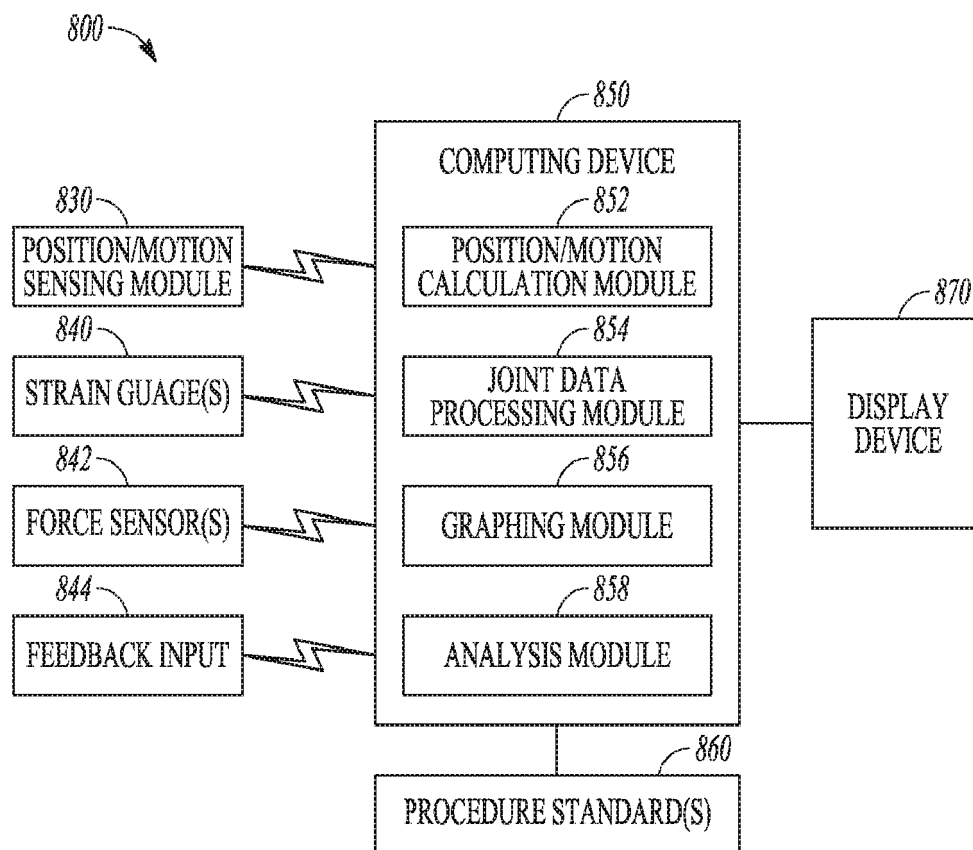 800
850
COMPUTING DEVICE
830
POSITION/MOTION
SENSING MODULE
852
POSITION/MOTION
CALCULATION MODULE
840
STRAIN GUAGE(S)
854
JOINT DATA
PROCESSING MODULE
842
FORCE SENSOR(S)
856
GRAPHING MODULE
844
FEEDBACK INPUT
858
ANALYSIS MODULE
870
DISPLAY
DEVICE
860
PROCEDURE STANDARD(S)